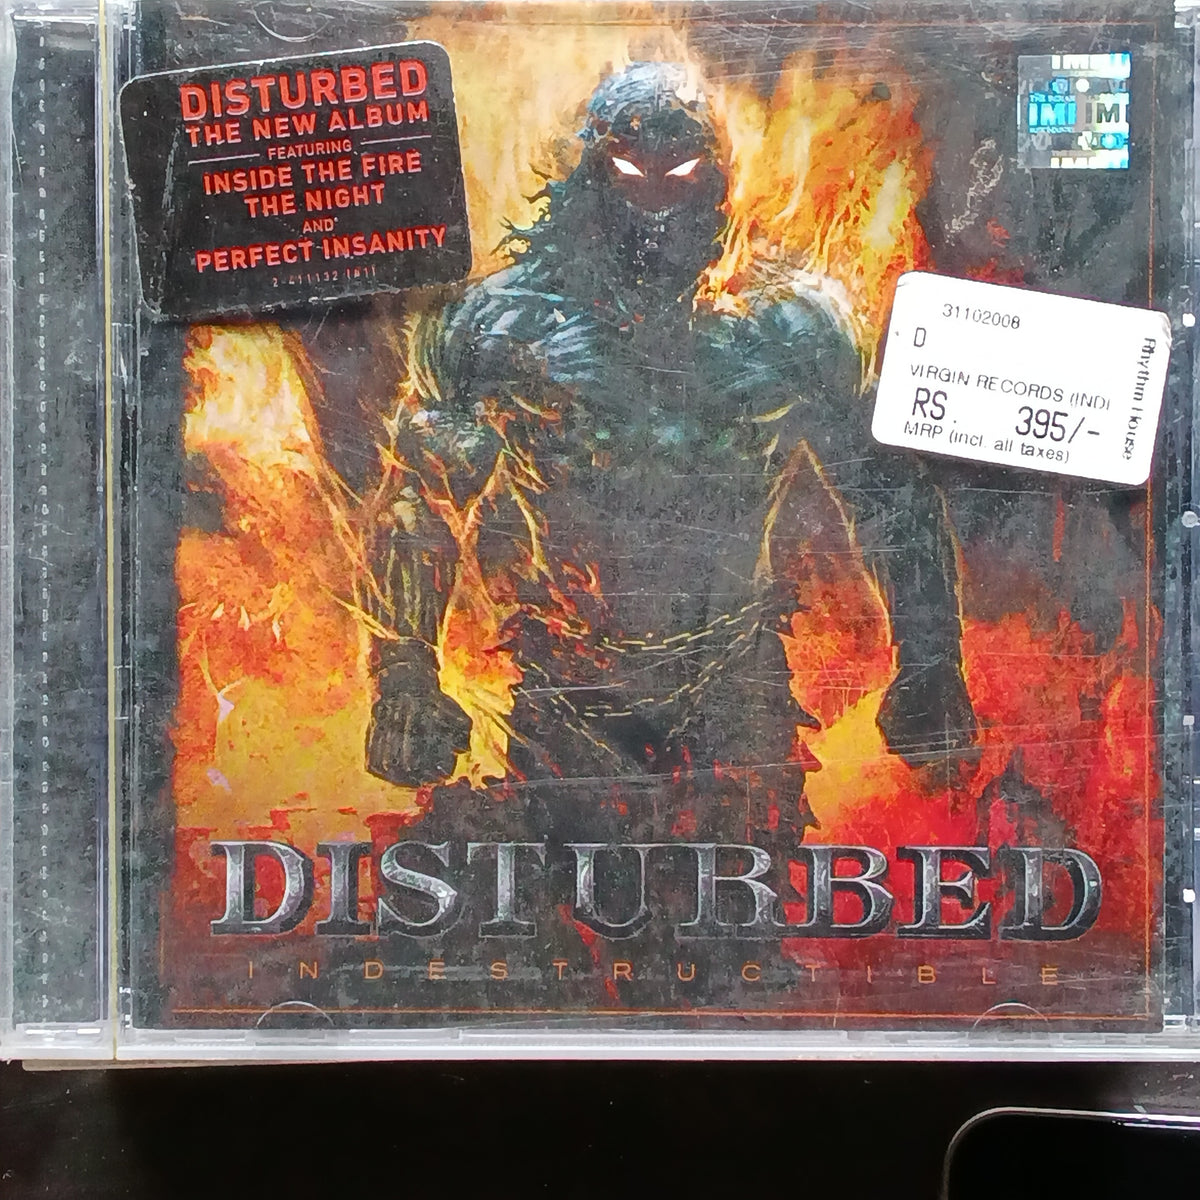 DISTURBED
THE NEW ALBUM
FEATURING
INSIDE THE FIRE
THE NIGHT
AND
PERFECT INSANITY
31102008
D
VIRGIN RECORDS (INDI
RS. 395/-
MRP (incl. all taxes)
Rhythm House
DISTURBED
INDESTRUCTIBLE